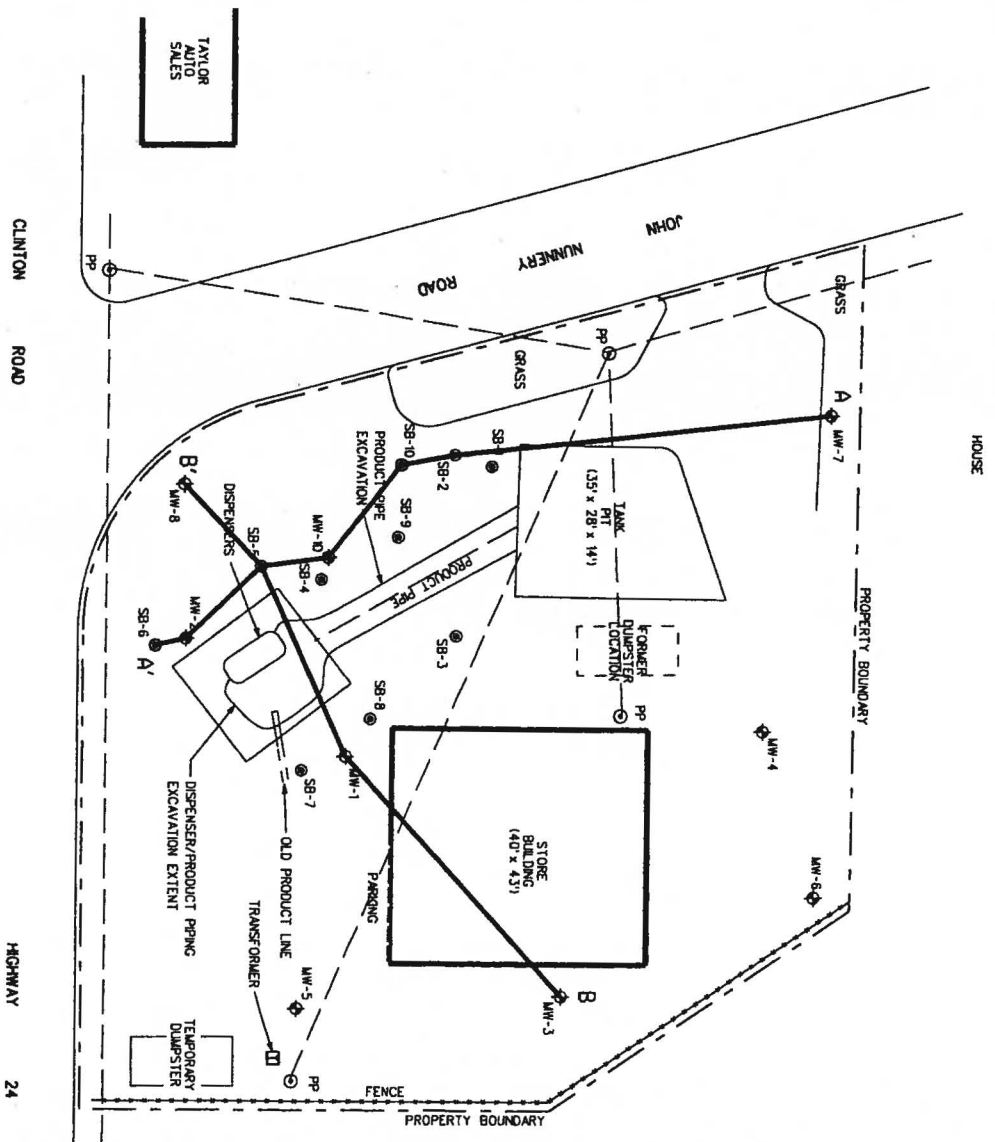 TAYLOR
AUTO
SALES
CLINTON ROAD
HIGHWAY 24
JOHN NUNNERY ROAD
HOUSE
PP
GRASS
GRASS
PP
A
MW-7
PROPERTY BOUNDARY
TANK
PIT
(35' x 28' x 14')
SB-2
SB-10
SB-9
PRODUCT PIPE
EXCAVATION
PRODUCT PIPE
MW-10
SB-4
SB-5
DISPENSERS
B'
MW-8
MW-2
SB-6
A'
SB-3
FORMER
DUMPSTER
LOCATION
PP
SB-8
MW-1
SB-7
MW-4
MW-6
STORE
BUILDING
(40' x 43')
DISPENSER/PRODUCT PIPING
EXCAVATION EXTENT
OLD PRODUCT LINE
TRANSFORMER
PARKING
B
MW-3
MW-5
PP
TEMPORARY
DUMPSTER
FENCE
PROPERTY BOUNDARY